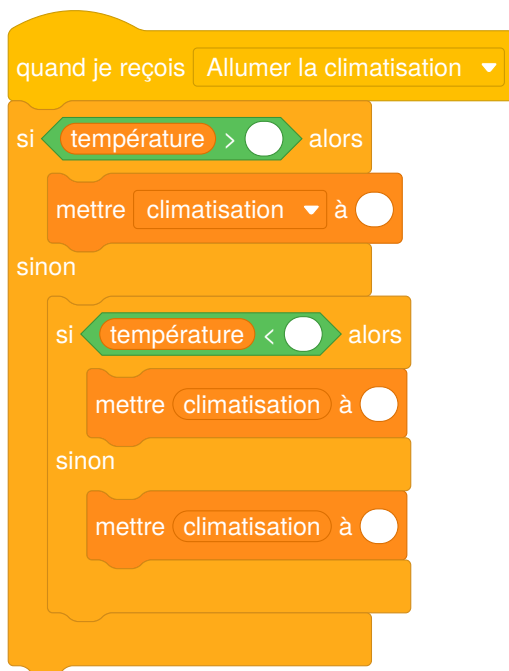 quand je reçois Allumer la climatisation
si température > alors
mettre climatisation à
sinon
si température < alors
mettre climatisation à
sinon
mettre climatisation à